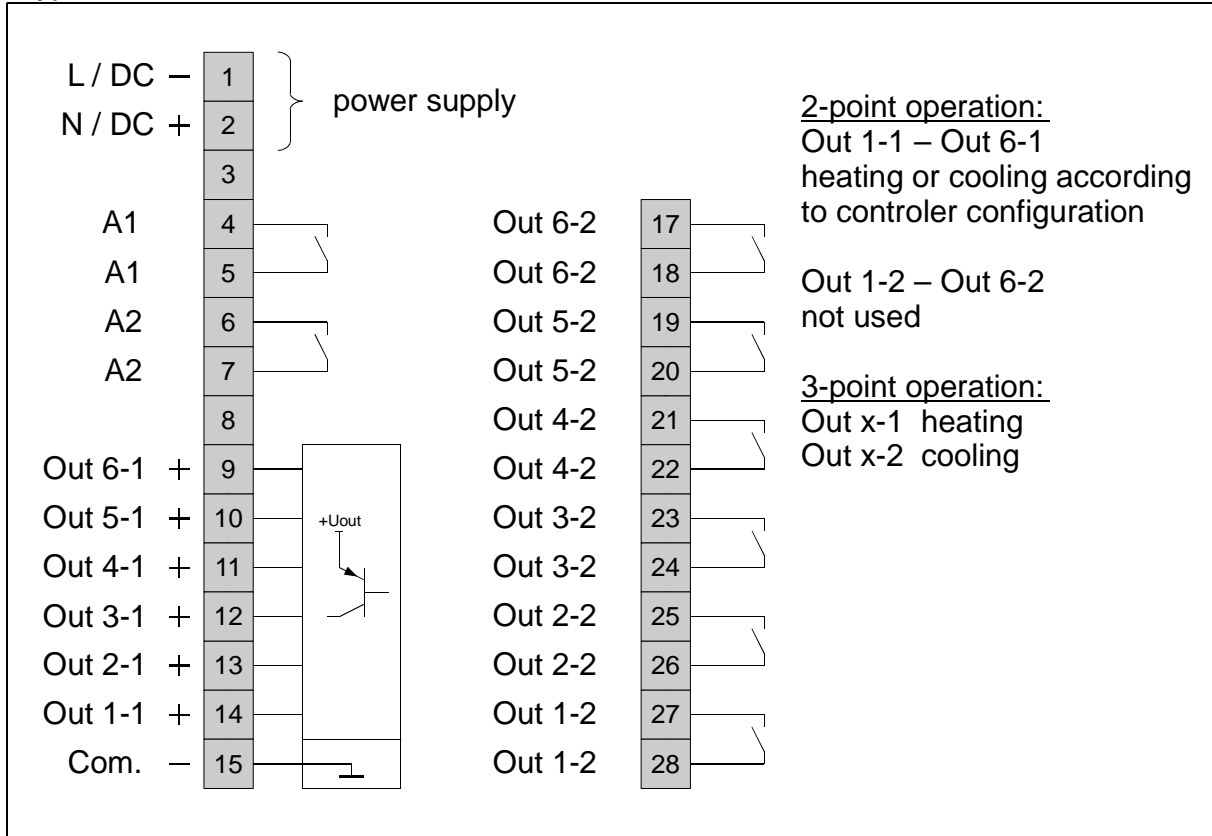 L / DC − 1
N / DC + 2
power supply
3
A1 4
A1 5
A2 6
A2 7
8
Out 6-1 + 9
Out 5-1 + 10
Out 4-1 + 11
Out 3-1 + 12
Out 2-1 + 13
Out 1-1 + 14
Com. − 15
+Uout
Out 6-2 17
Out 6-2 18
Out 5-2 19
Out 5-2 20
Out 4-2 21
Out 4-2 22
Out 3-2 23
Out 3-2 24
Out 2-2 25
Out 2-2 26
Out 1-2 27
Out 1-2 28
2-point operation:
Out 1-1 – Out 6-1
heating or cooling according
to controler configuration
Out 1-2 – Out 6-2
not used
3-point operation:
Out x-1 heating
Out x-2 cooling